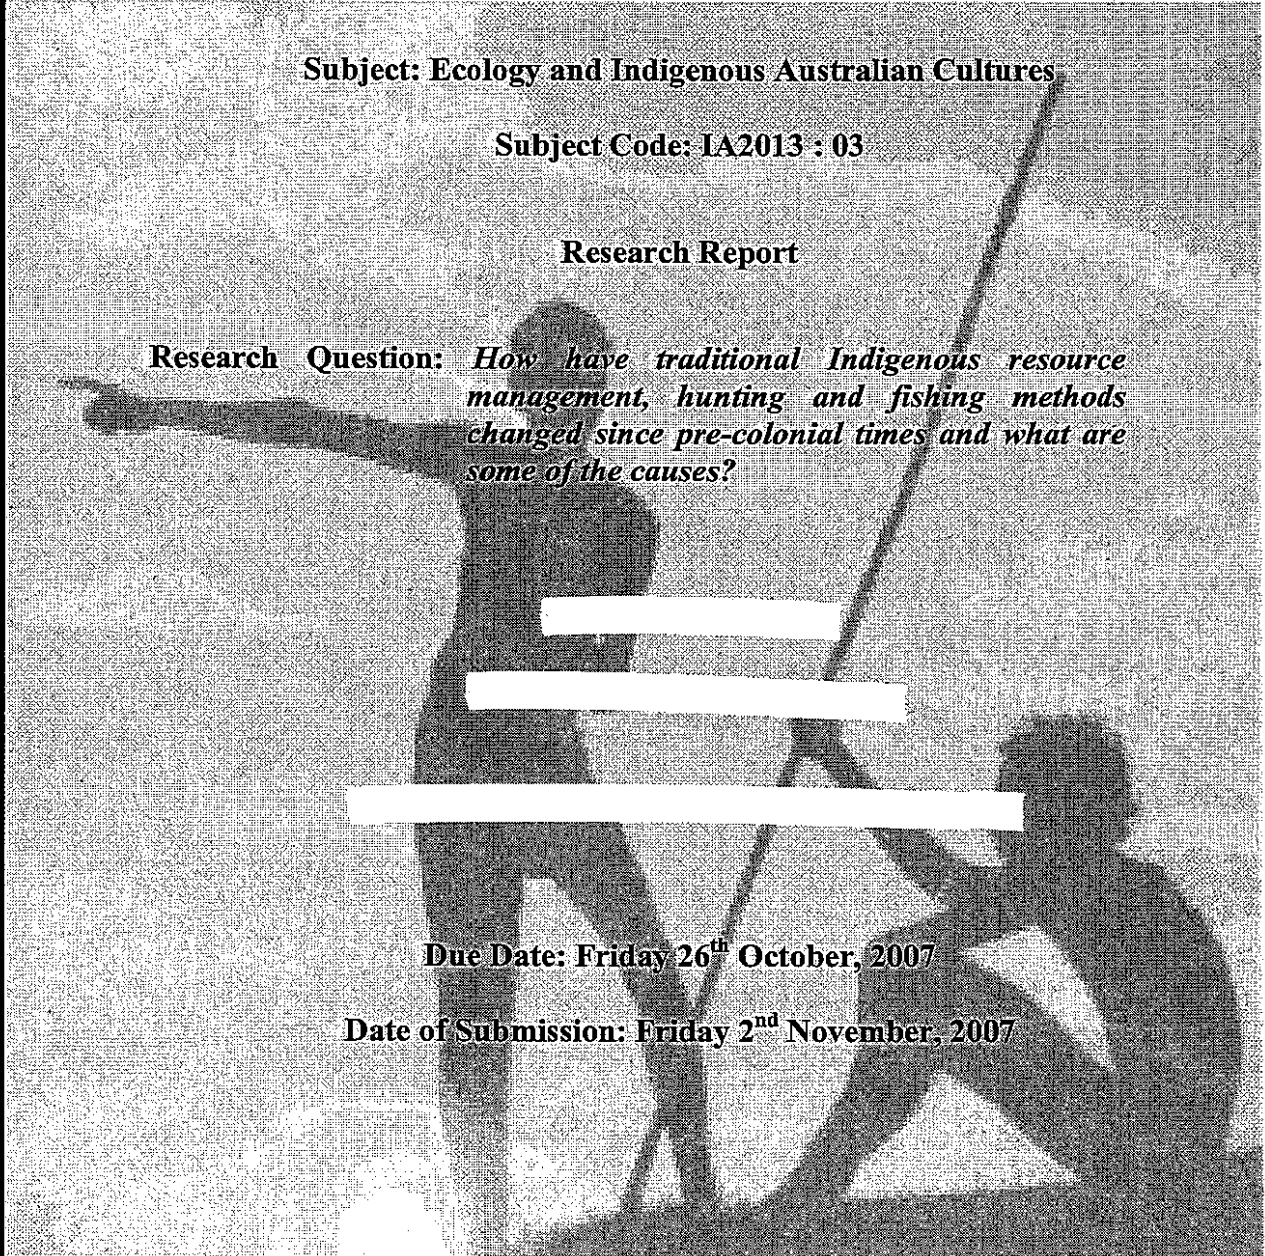 Subject: Ecology and Indigenous Australian Cultures
Subject Code: IA2013 : 03
Research Report
Research Question: How have traditional Indigenous resource
management, hunting and fishing methods
changed since pre-colonial times and what are
some of the causes?
Due Date: Friday 26th October, 2007
Date of Submission: Friday 2nd November, 2007